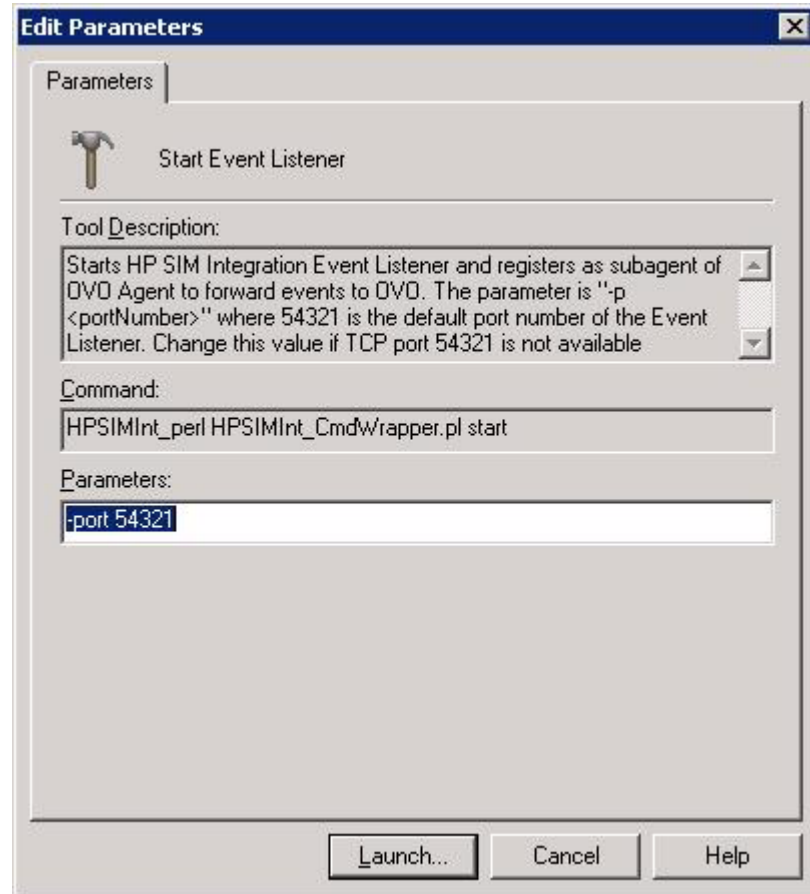 Edit Parameters
Parameters
Start Event Listener
Tool Description:
Starts HP SIM Integration Event Listener and registers as subagent of
OVO Agent to forward events to OVO. The parameter is "-p
<portNumber>" where 54321 is the default port number of the Event
Listener. Change this value if TCP port 54321 is not available
Command:
HPSIMInt_perl HPSIMInt_CmdWrapper.pl start
Parameters:
-port 54321
Launch...
Cancel
Help